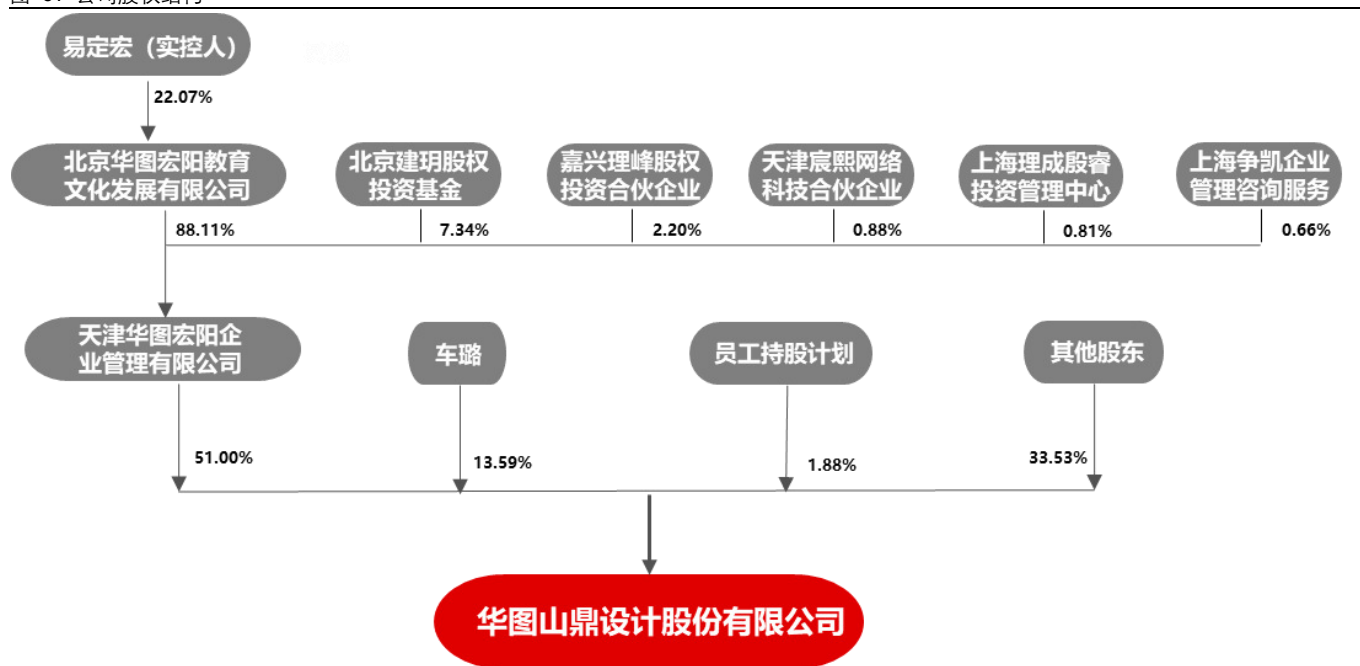 易定宏（实控人）
22.07%
北京华图宏阳教育
文化发展有限公司
北京建玥股权
投资基金
嘉兴理峰股权
投资合伙企业
天津宸熙网络
科技合伙企业
上海理成殷睿
投资管理中心
上海争凯企业
管理咨询服务
88.11%
7.34%
2.20%
0.88%
0.81%
0.66%
天津华图宏阳企
业管理有限公司
车璐
员工持股计划
其他股东
51.00%
13.59%
1.88%
33.53%
华图山鼎设计股份有限公司